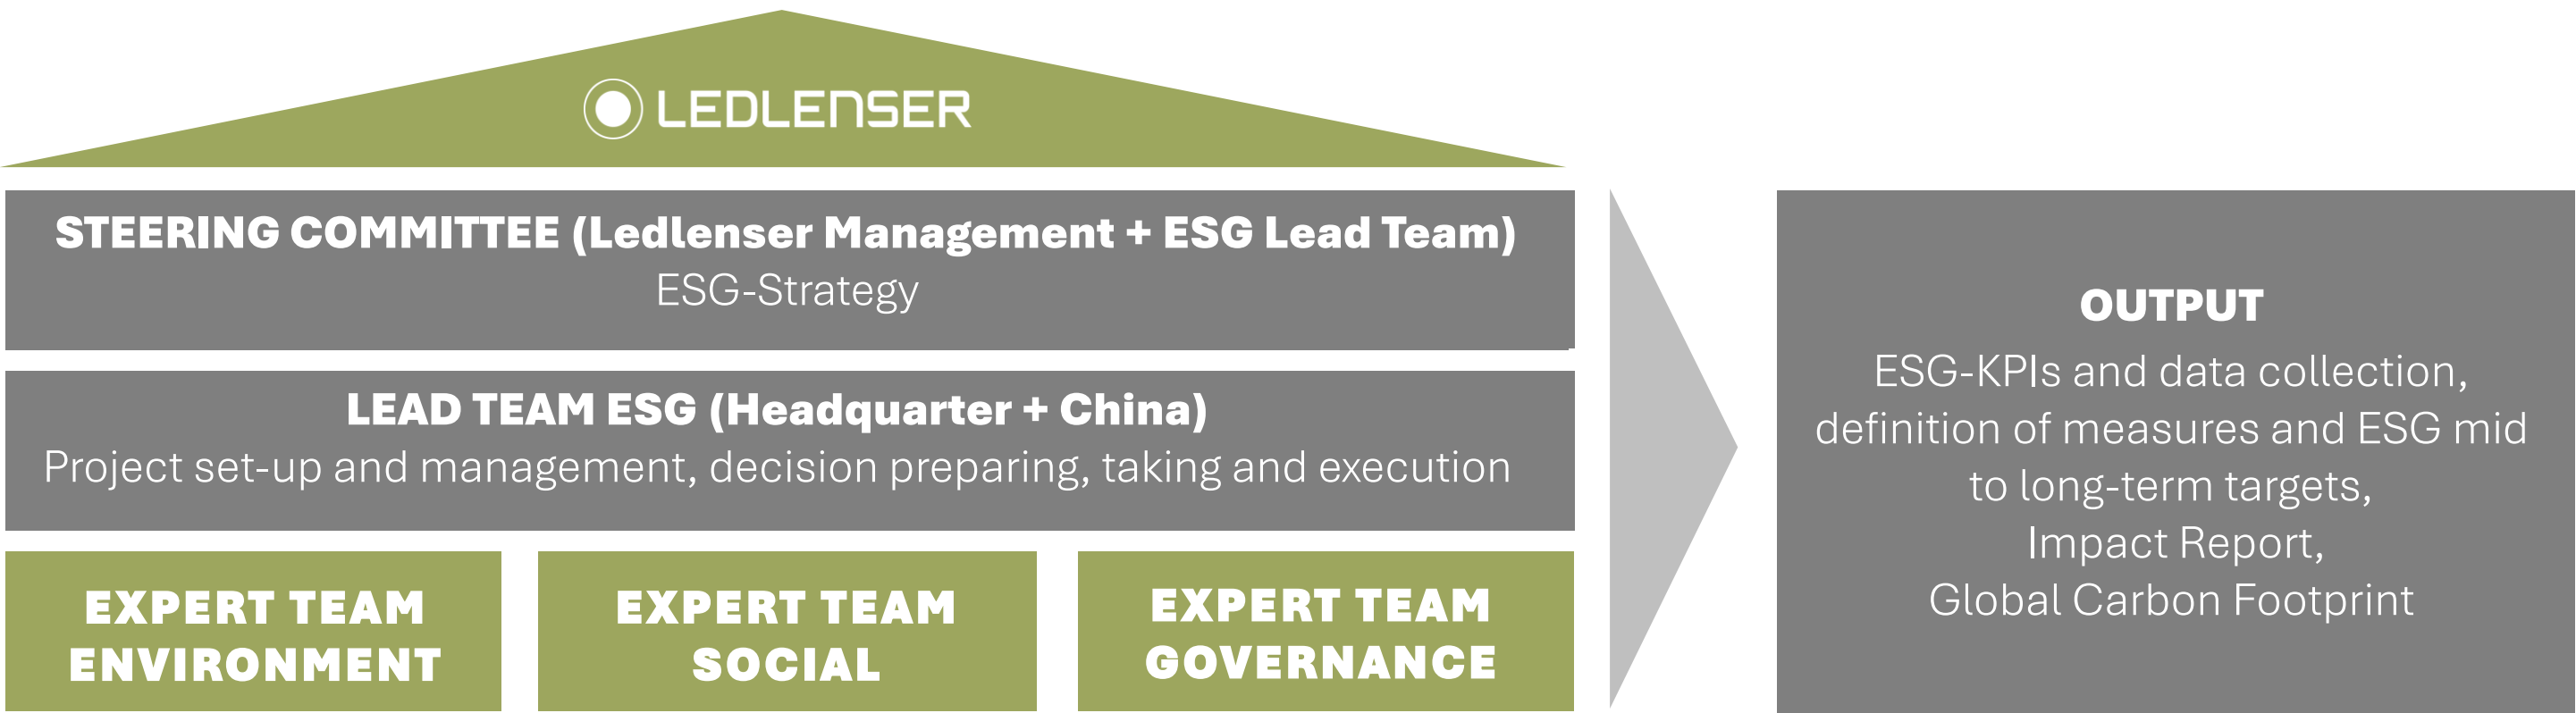 LEDLENSER
STEERING COMMITTEE (Ledlenser Management + ESG Lead Team)
ESG-Strategy
LEAD TEAM ESG (Headquarter + China)
Project set-up and management, decision preparing, taking and execution
EXPERT TEAM
ENVIRONMENT
EXPERT TEAM
SOCIAL
EXPERT TEAM
GOVERNANCE
OUTPUT
ESG-KPIs and data collection,
definition of measures and ESG mid
to long-term targets,
Impact Report,
Global Carbon Footprint